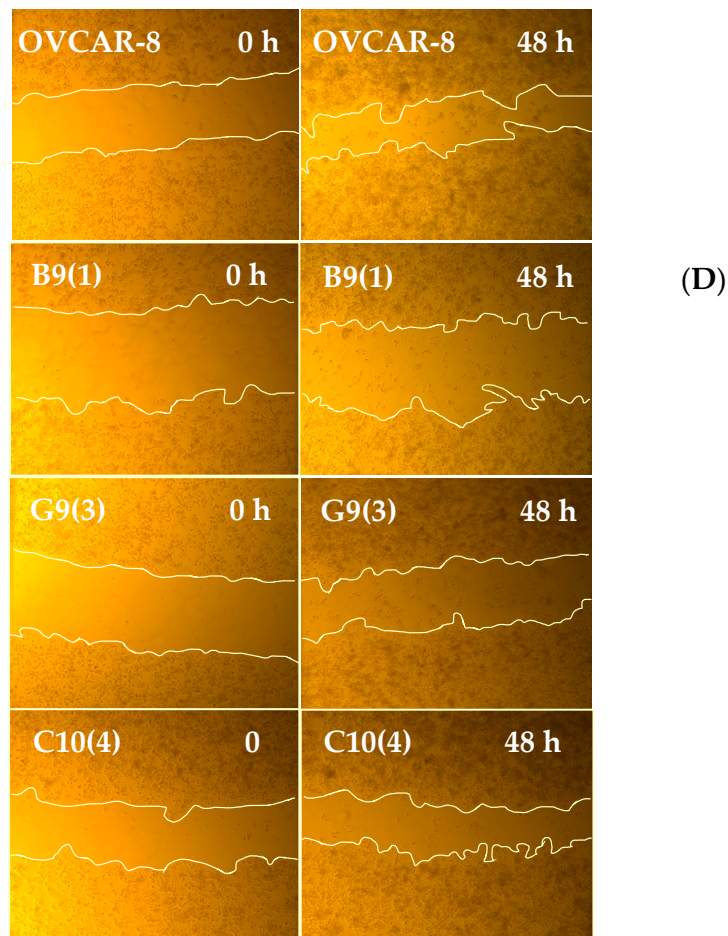 OVCAR-8 0 h OVCAR-8 48 h
B9(1) 0 h B9(1) 48 h
(D)
G9(3) 0 h G9(3) 48 h
C10(4) 0 C10(4) 48 h